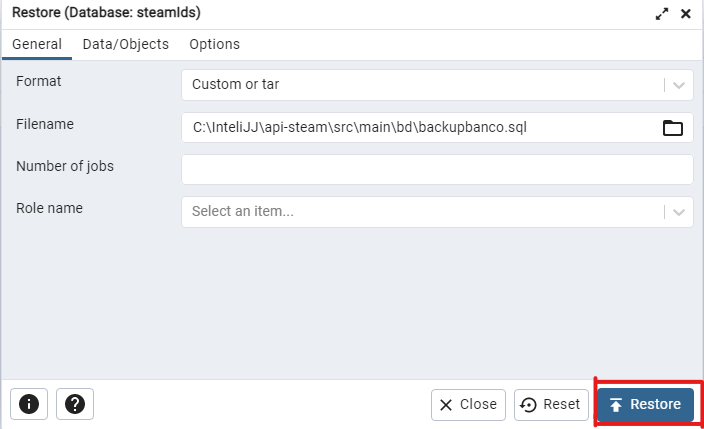 Restore (Database: steamIds)
General Data/Objects Options
Format Custom or tar
Filename C:\InteliJJ\api-steam\src\main\bd\backupbanco.sql
Number of jobs
Role name Select an item...
Close Reset Restore